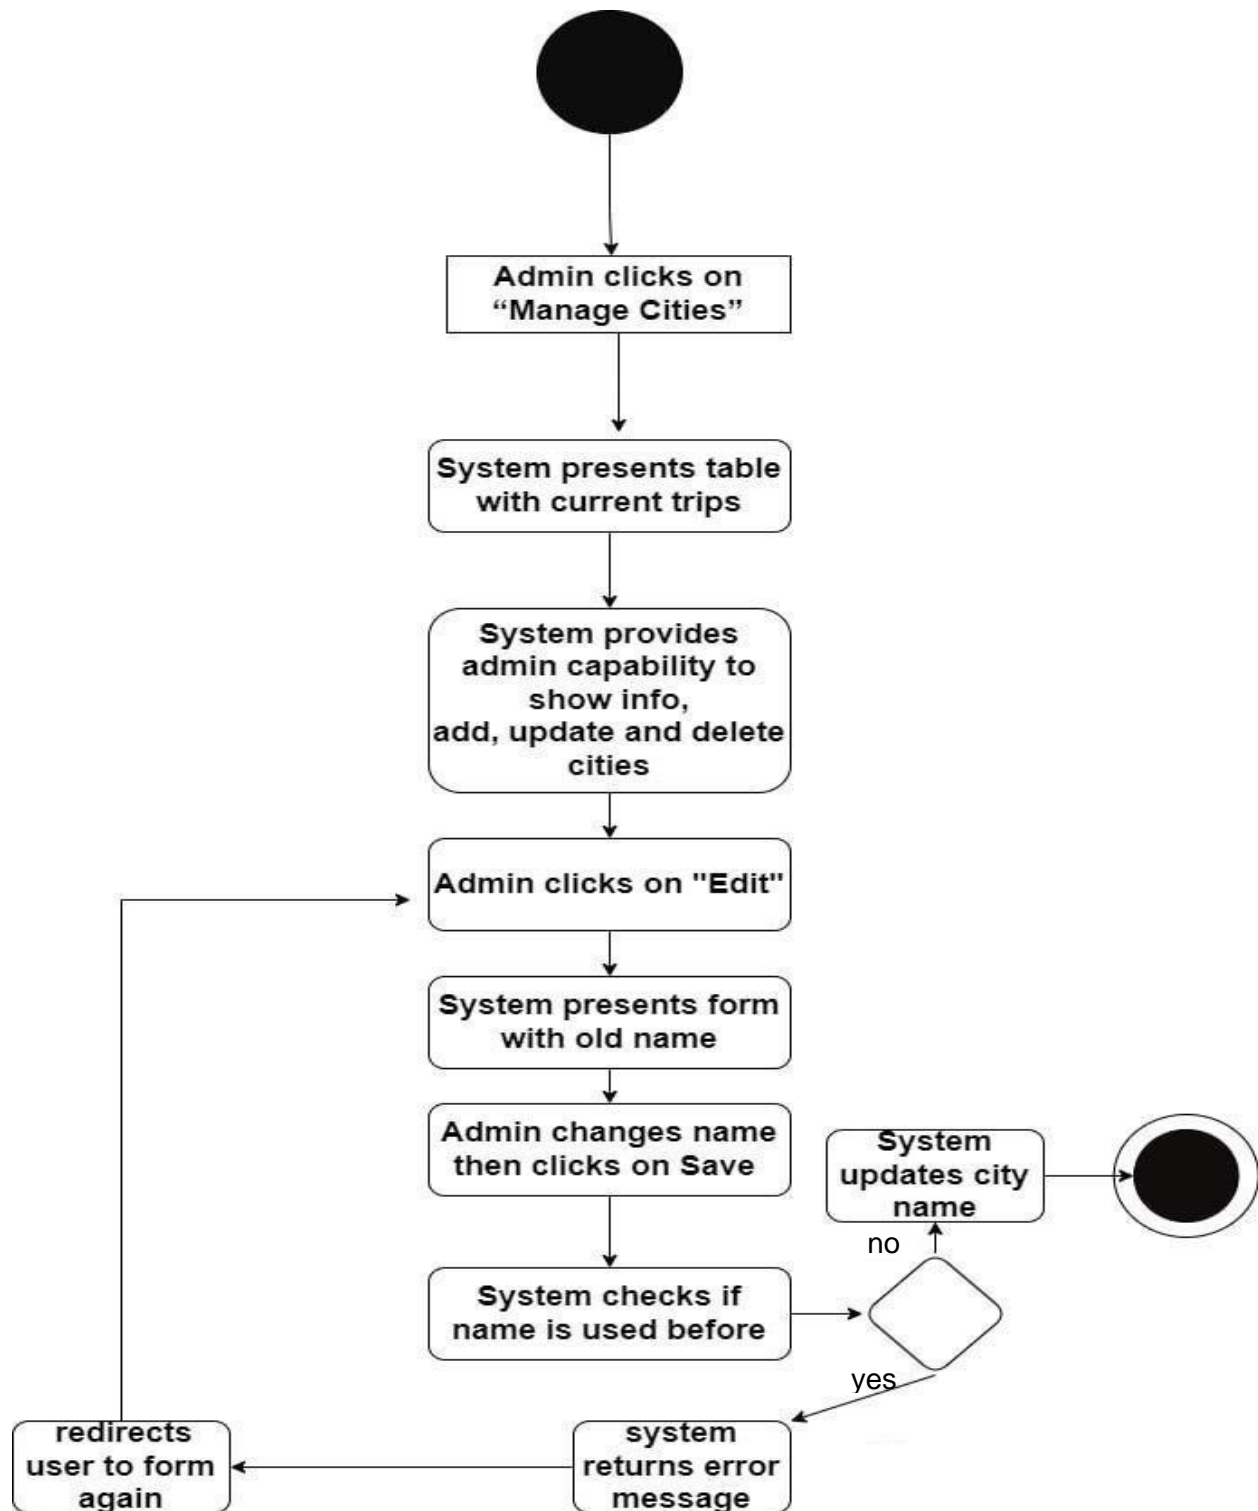 Admin clicks on
“Manage Cities”
System presents table
with current trips
System provides
admin capability to
show info,
add, update and delete
cities
Admin clicks on "Edit"
System presents form
with old name
Admin changes name
then clicks on Save
System checks if
name is used before
no
System
updates city
name
yes
system
returns error
message
redirects
user to form
again